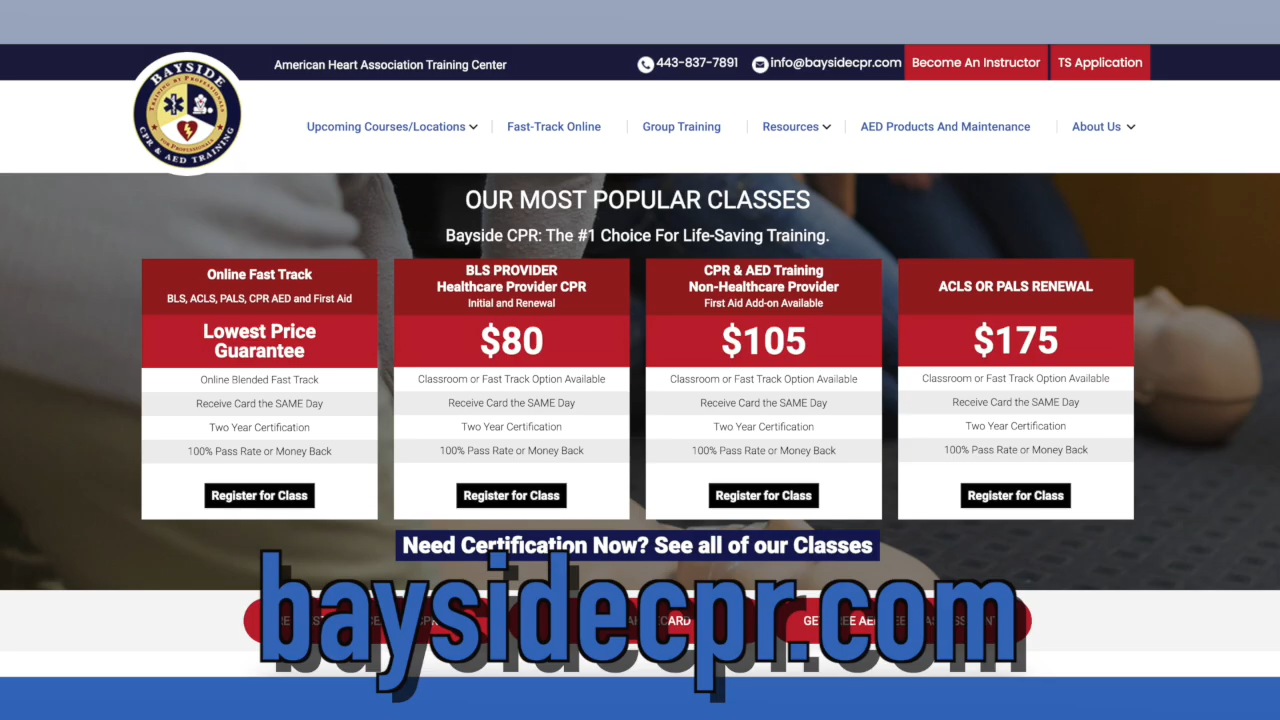 American Heart Association Training Center
443-837-7891
info@baysidecpr.com
Become An Instructor
TS Application
BAYSIDE
TRAINING BY PROFESSIONALS
FOR PROFESSIONALS
CPR & AED TRAINING
Upcoming Courses/Locations
Fast-Track Online
Group Training
Resources
AED Products And Maintenance
About Us
OUR MOST POPULAR CLASSES
Bayside CPR: The #1 Choice For Life-Saving Training.
Online Fast Track
BLS, ACLS, PALS, CPR AED and First Aid
Lowest Price
Guarantee
Online Blended Fast Track
Receive Card the SAME Day
Two Year Certification
100% Pass Rate or Money Back
Register for Class
BLS PROVIDER
Healthcare Provider CPR
Initial and Renewal
$80
Classroom or Fast Track Option Available
Receive Card the SAME Day
Two Year Certification
100% Pass Rate or Money Back
Register for Class
CPR & AED Training
Non-Healthcare Provider
First Aid Add-on Available
$105
Classroom or Fast Track Option Available
Receive Card the SAME Day
Two Year Certification
100% Pass Rate or Money Back
Register for Class
ACLS OR PALS RENEWAL
$175
Classroom or Fast Track Option Available
Receive Card the SAME Day
Two Year Certification
100% Pass Rate or Money Back
Register for Class
Need Certification Now? See all of our Classes
baysidecpr.com